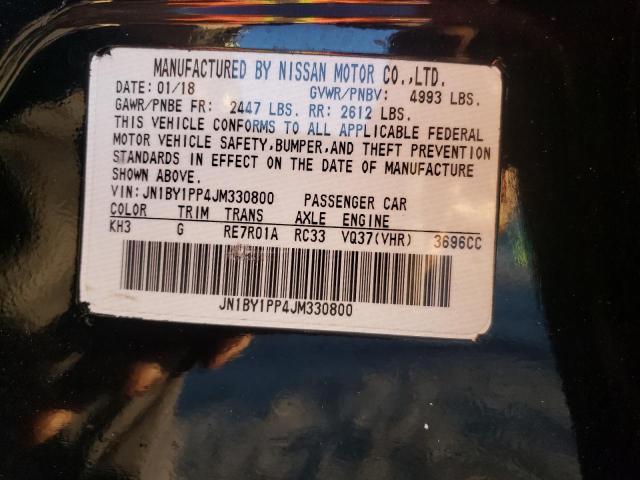 MANUFACTURED BY NISSAN MOTOR CO.,LTD.
DATE: 01/18 GVWR/PNBV: 4993 LBS.
GAWR/PNBE FR: 2447 LBS. RR: 2612 LBS.
THIS VEHICLE CONFORMS TO ALL APPLICABLE FEDERAL
MOTOR VEHICLE SAFETY,BUMPER,AND THEFT PREVENTION
STANDARDS IN EFFECT ON THE DATE OF MANUFACTURE
SHOWN ABOVE.
VIN:JN1BY1PP4JM330800 PASSENGER CAR
COLOR TRIM TRANS AXLE ENGINE
KH3 G RE7R01A RC33 VQ37(VHR) 3696CC
JN1BY1PP4JM330800